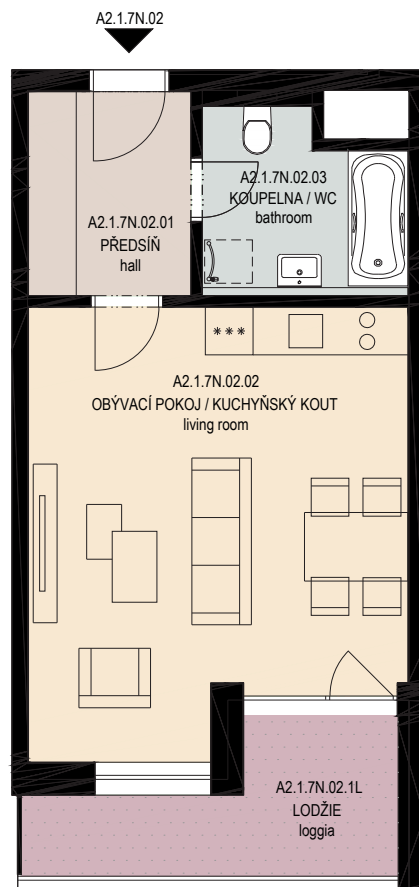 A2.1.7N.02
A2.1.7N.02.03
KOUPELNA / WC
bathroom
A2.1.7N.02.01
PŘEDSÍŇ
hall
***
A2.1.7N.02.02
OBÝVACÍ POKOJ / KUCHYŇSKÝ KOUT
living room
A2.1.7N.02.1L
LODŽIE
loggia